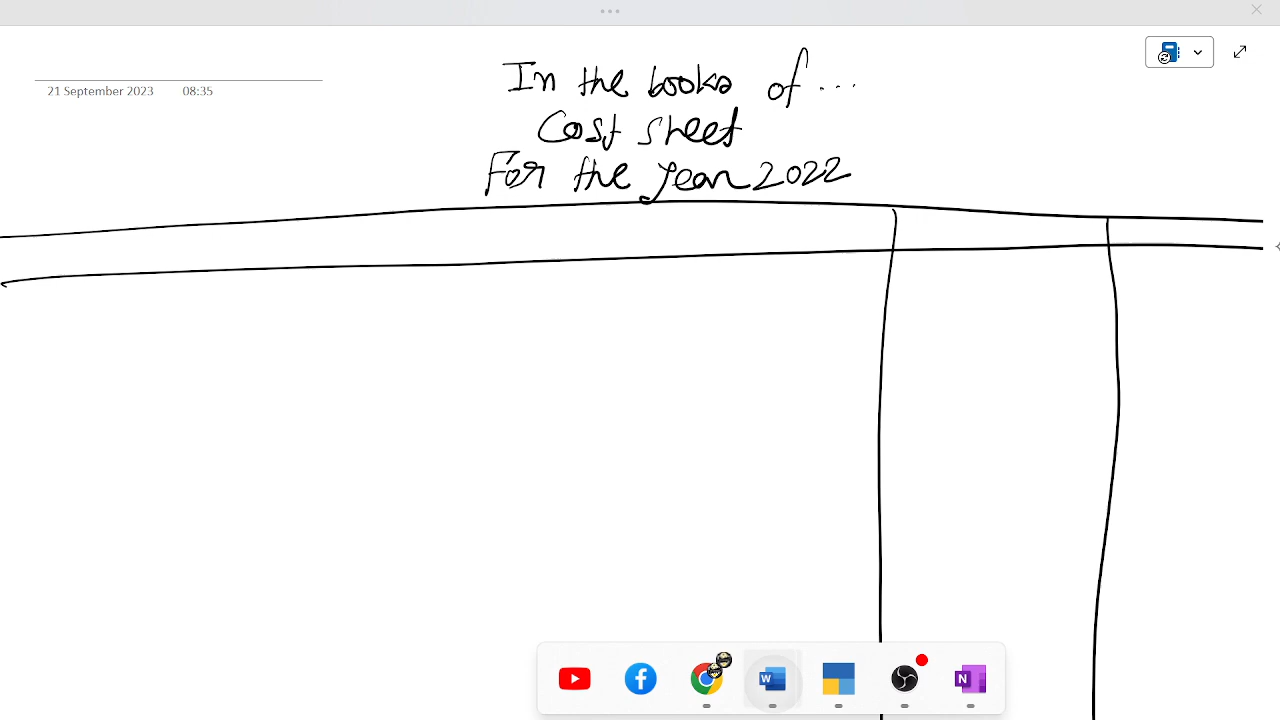 In the books of ...
Cost sheet
For the year 2022
21 September 2023 08:35
W
N